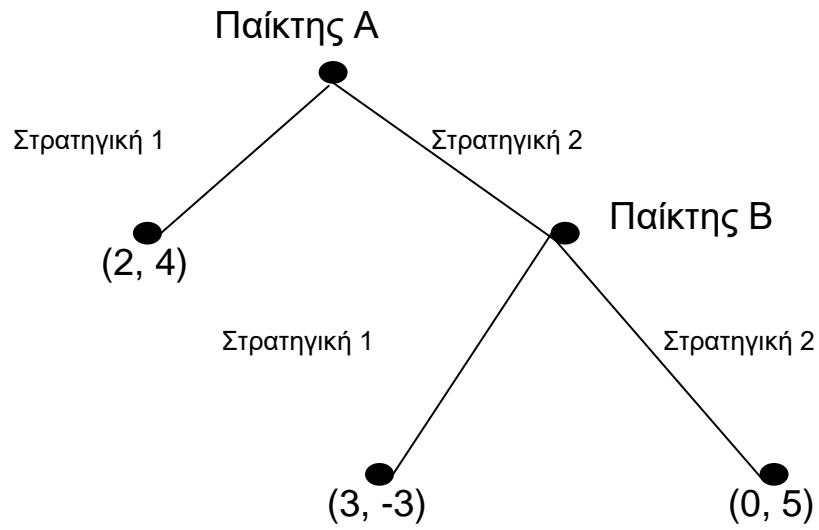 Παίκτης Α
Στρατηγική 1
Στρατηγική 2
Παίκτης Β
(2, 4)
Στρατηγική 1
Στρατηγική 2
(3, -3)
(0, 5)